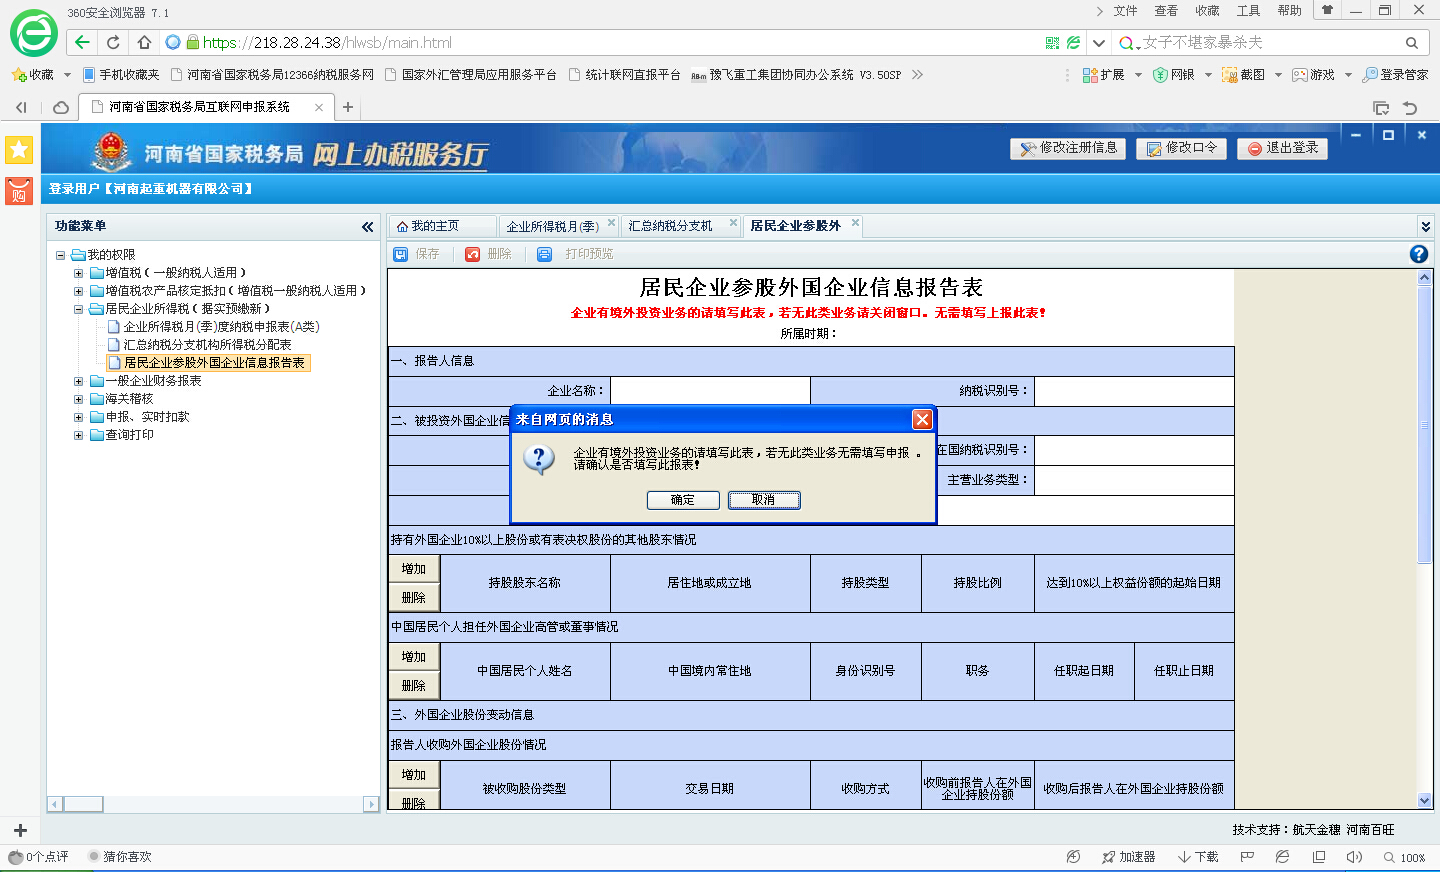 360安全浏览器 7.1
文件 查看 收藏 工具 帮助
https://218.28.24.38/hlwsb/main.html
女子不堪家暴杀夫
收藏 手机收藏夹 河南省国家税务局12366纳税服务网 国家外汇管理局应用服务平台 统计联网直报平台 RBm 豫飞重工集团协同办公系统 V3.50SP
扩展 网银 截图 游戏 登录管家
河南省国家税务局互联网申报系统
购
河南省国家税务局 网上办税服务厅
修改注册信息 修改口令 退出登录
登录用户【河南起重机器有限公司】
功能菜单
我的权限
增值税(一般纳税人适用)
增值税农产品核定抵扣(增值税一般纳税人适用)
居民企业所得税(据实预缴新)
企业所得税月(季)度纳税申报表(A类)
汇总纳税分支机构所得税分配表
居民企业参股外国企业信息报告表
一般企业财务报表
海关稽核
申报、实时扣款
查询打印
我的主页 企业所得税月(季) 汇总纳税分支机 居民企业参股外
保存 删除 打印预览
居民企业参股外国企业信息报告表
企业有境外投资业务的请填写此表,若无此类业务请关闭窗口。无需填写上报此表!
所属时期:
一、报告人信息
企业名称: 纳税识别号:
二、被投资外国企业信
在国纳税识别号:
主营业务类型:
来自网页的消息
企业有境外投资业务的请填写此表,若无此类业务无需填写申报 。
请确认是否填写此报表!
确定 取消
持有外国企业10%以上股份或有表决权股份的其他股东情况
增加
删除
持股股东名称 居住地或成立地 持股类型 持股比例 达到10%以上权益份额的起始日期
中国居民个人担任外国企业高管或董事情况
增加
删除
中国居民个人姓名 中国境内常住地 身份识别号 职务 任职起日期 任职止日期
三、外国企业股份变动信息
报告人收购外国企业股份情况
增加
删除
被收购股份类型 交易日期 收购方式 收购前报告人在外国企业持股份额 收购后报告人在外国企业持股份额
技术支持:航天金穗 河南百旺
0个点评 猜你喜欢
加速器 下载 100%